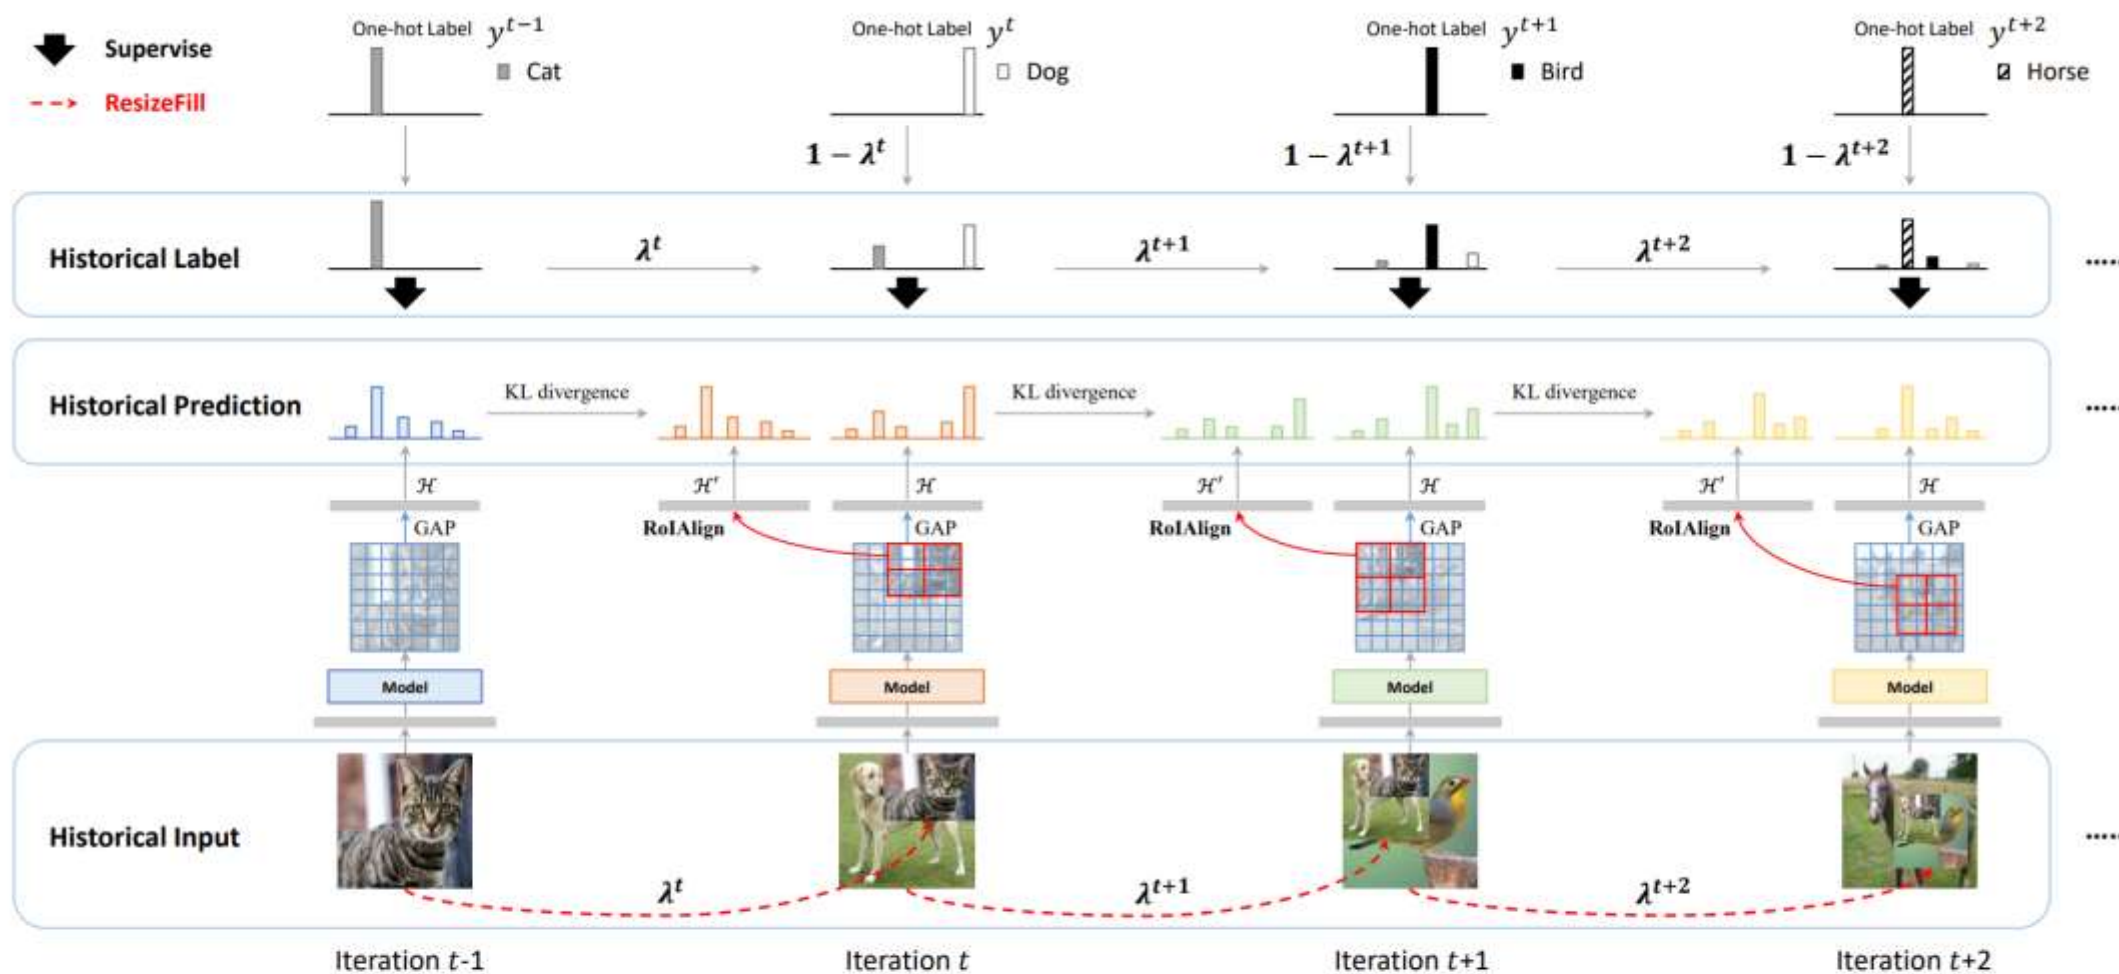 Supervise
ResizeFill
One-hot Label y^{t-1}
Cat
One-hot Label y^{t}
Dog
One-hot Label y^{t+1}
Bird
One-hot Label y^{t+2}
Horse
1 − λ^{t}
1 − λ^{t+1}
1 − λ^{t+2}
Historical Label
λ^{t}
λ^{t+1}
λ^{t+2}
......
Historical Prediction
KL divergence
KL divergence
KL divergence
......
ℋ
ℋ′
ℋ
ℋ′
ℋ
ℋ′
ℋ
GAP
RoIAlign
GAP
RoIAlign
GAP
RoIAlign
GAP
Model
Model
Model
Model
Historical Input
λ^{t}
λ^{t+1}
λ^{t+2}
......
Iteration t-1
Iteration t
Iteration t+1
Iteration t+2